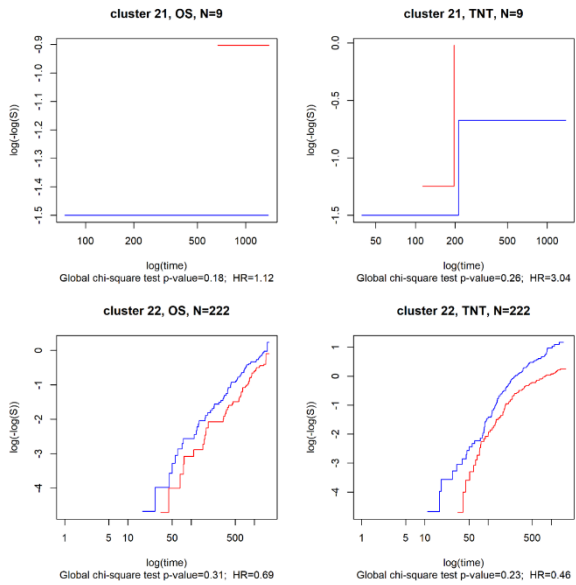 cluster 21, OS, N=9
log(-log(S))
-0.9
-1.0
-1.1
-1.2
-1.3
-1.4
-1.5
100 200 500 1000
log(time)
Global chi-square test p-value=0.18; HR=1.12
cluster 21, TNT, N=9
log(-log(S))
0.0
-0.5
-1.0
-1.5
50 100 200 500 1000
log(time)
Global chi-square test p-value=0.26; HR=3.04
cluster 22, OS, N=222
log(-log(S))
0
-1
-2
-3
-4
1 5 10 50 500
log(time)
Global chi-square test p-value=0.31; HR=0.69
cluster 22, TNT, N=222
log(-log(S))
1
0
-1
-2
-3
-4
1 5 10 50 500
log(time)
Global chi-square test p-value=0.23; HR=0.46